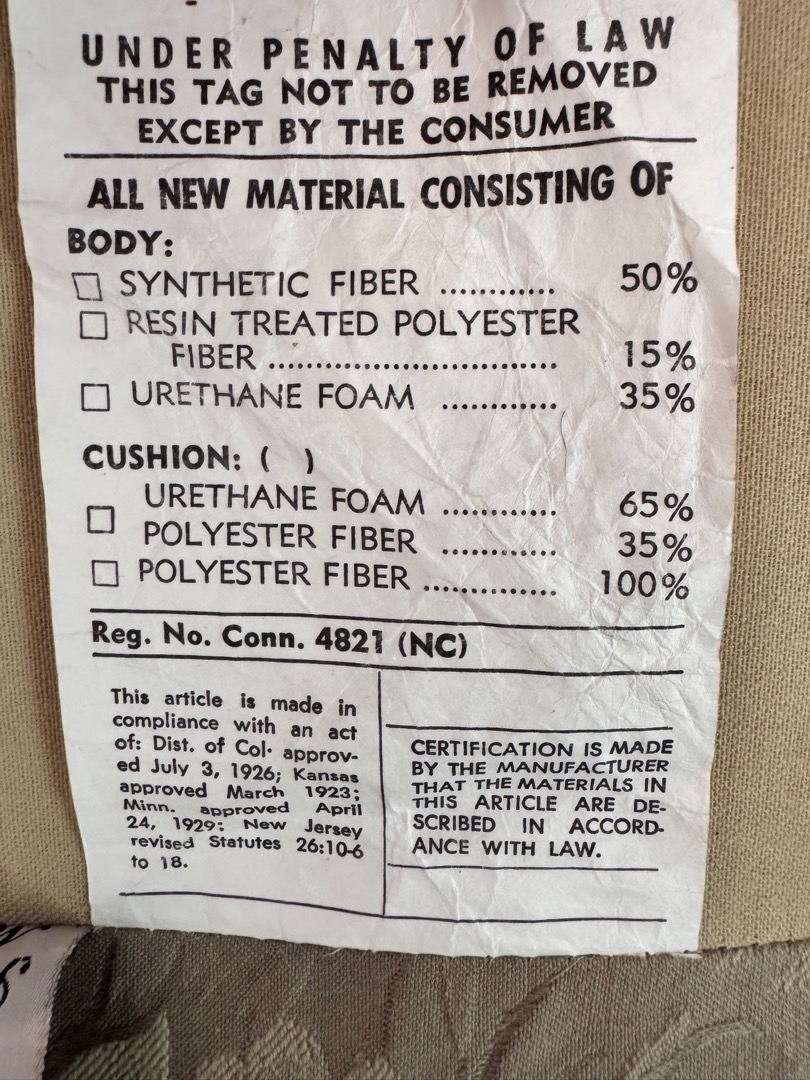 UNDER PENALTY OF LAW
THIS TAG NOT TO BE REMOVED
EXCEPT BY THE CONSUMER
ALL NEW MATERIAL CONSISTING OF
BODY:
☐ SYNTHETIC FIBER ............ 50%
☐ RESIN TREATED POLYESTER
FIBER ............................. 15%
☐ URETHANE FOAM ............ 35%
CUSHION: ( )
☐ URETHANE FOAM ............ 65%
POLYESTER FIBER ............ 35%
☐ POLYESTER FIBER .............. 100%
Reg. No. Conn. 4821 (NC)
This article is made in
compliance with an act
of: Dist. of Col. approv-
ed July 3, 1926; Kansas
approved March 1923;
Minn. approved April
24, 1929; New Jersey
revised Statutes 26:10-6
to 18.
CERTIFICATION IS MADE
BY THE MANUFACTURER
THAT THE MATERIALS IN
THIS ARTICLE ARE DE-
SCRIBED IN ACCORD-
ANCE WITH LAW.